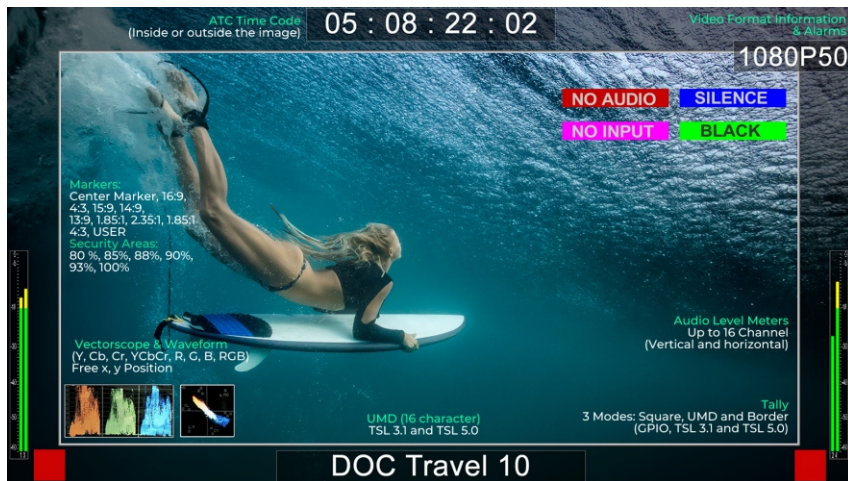 ATC Time Code
(Inside or outside the image)
05 : 08 : 22 : 02
Video Format Information
& Alarms
1080P50
NO AUDIO
SILENCE
NO INPUT
BLACK
Markers:
Center Marker, 16:9,
4:3, 15:9, 14:9,
13:9, 1.85:1, 2.35:1, 1.85:1
4:3, USER
Security Areas:
80 %, 85%, 88%, 90%,
93%, 100%
Audio Level Meters
Up to 16 Channel
(Vertical and horizontal)
Vectorscope & Waveform
(Y, Cb, Cr, YCbCr, R, G, B, RGB)
Free x, y Position
UMD (16 character)
TSL 3.1 and TSL 5.0
Tally
3 Modes: Square, UMD and Border
(GPIO, TSL 3.1 and TSL 5.0)
DOC Travel 10